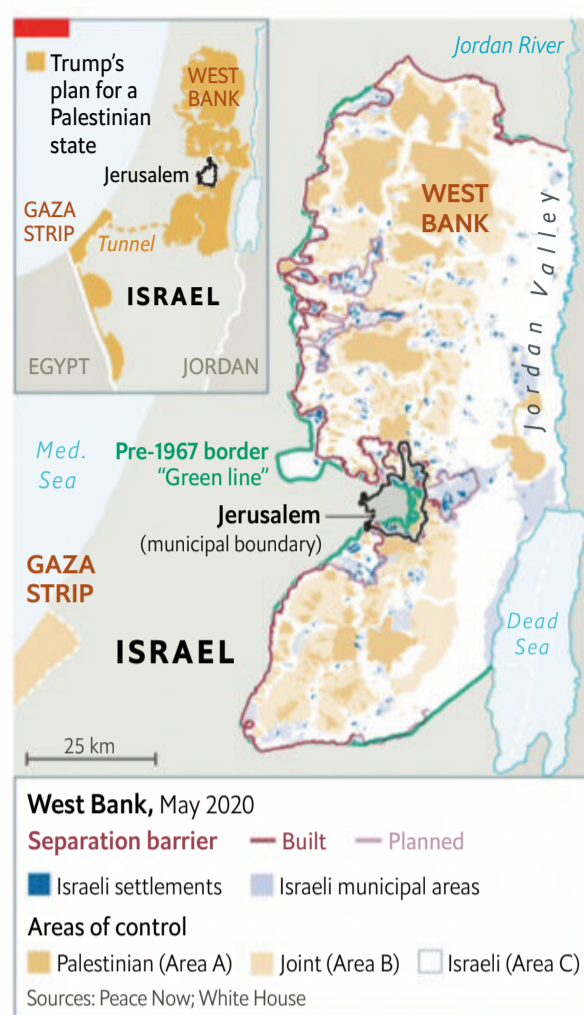 Trump's
plan for a
Palestinian
state
WEST
BANK
Jerusalem
GAZA
STRIP
Tunnel
ISRAEL
EGYPT
JORDAN
Jordan River
WEST
BANK
Jordan Valley
Med.
Sea
Pre-1967 border
“Green line”
Jerusalem
(municipal boundary)
GAZA
STRIP
ISRAEL
Dead
Sea
25 km
West Bank, May 2020
Separation barrier Built Planned
Israeli settlements Israeli municipal areas
Areas of control
Palestinian (Area A) Joint (Area B) Israeli (Area C)
Sources: Peace Now; White House